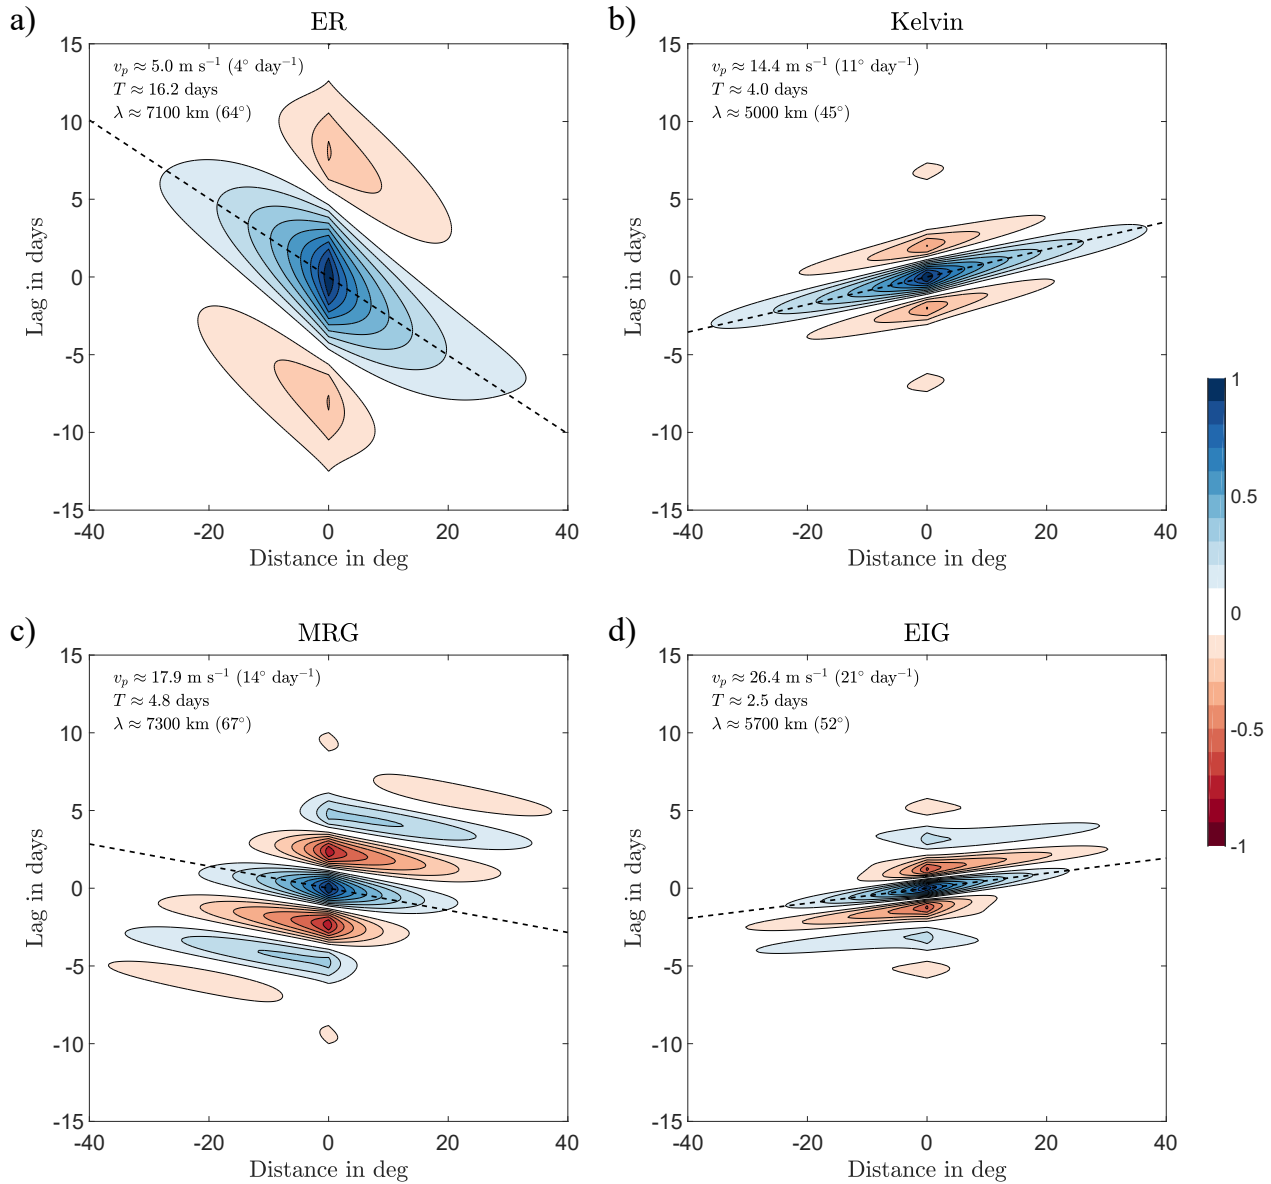 a)
ER
v_p ≈ 5.0 m s⁻¹ (4° day⁻¹)
T ≈ 16.2 days
λ ≈ 7100 km (64°)
15
10
5
0
-5
-10
-15
Lag in days
-40 -20 0 20 40
Distance in deg
b)
Kelvin
v_p ≈ 14.4 m s⁻¹ (11° day⁻¹)
T ≈ 4.0 days
λ ≈ 5000 km (45°)
15
10
5
0
-5
-10
-15
Lag in days
-40 -20 0 20 40
Distance in deg
c)
MRG
v_p ≈ 17.9 m s⁻¹ (14° day⁻¹)
T ≈ 4.8 days
λ ≈ 7300 km (67°)
15
10
5
0
-5
-10
-15
Lag in days
-40 -20 0 20 40
Distance in deg
d)
EIG
v_p ≈ 26.4 m s⁻¹ (21° day⁻¹)
T ≈ 2.5 days
λ ≈ 5700 km (52°)
15
10
5
0
-5
-10
-15
Lag in days
-40 -20 0 20 40
Distance in deg
1
0.5
0
-0.5
-1